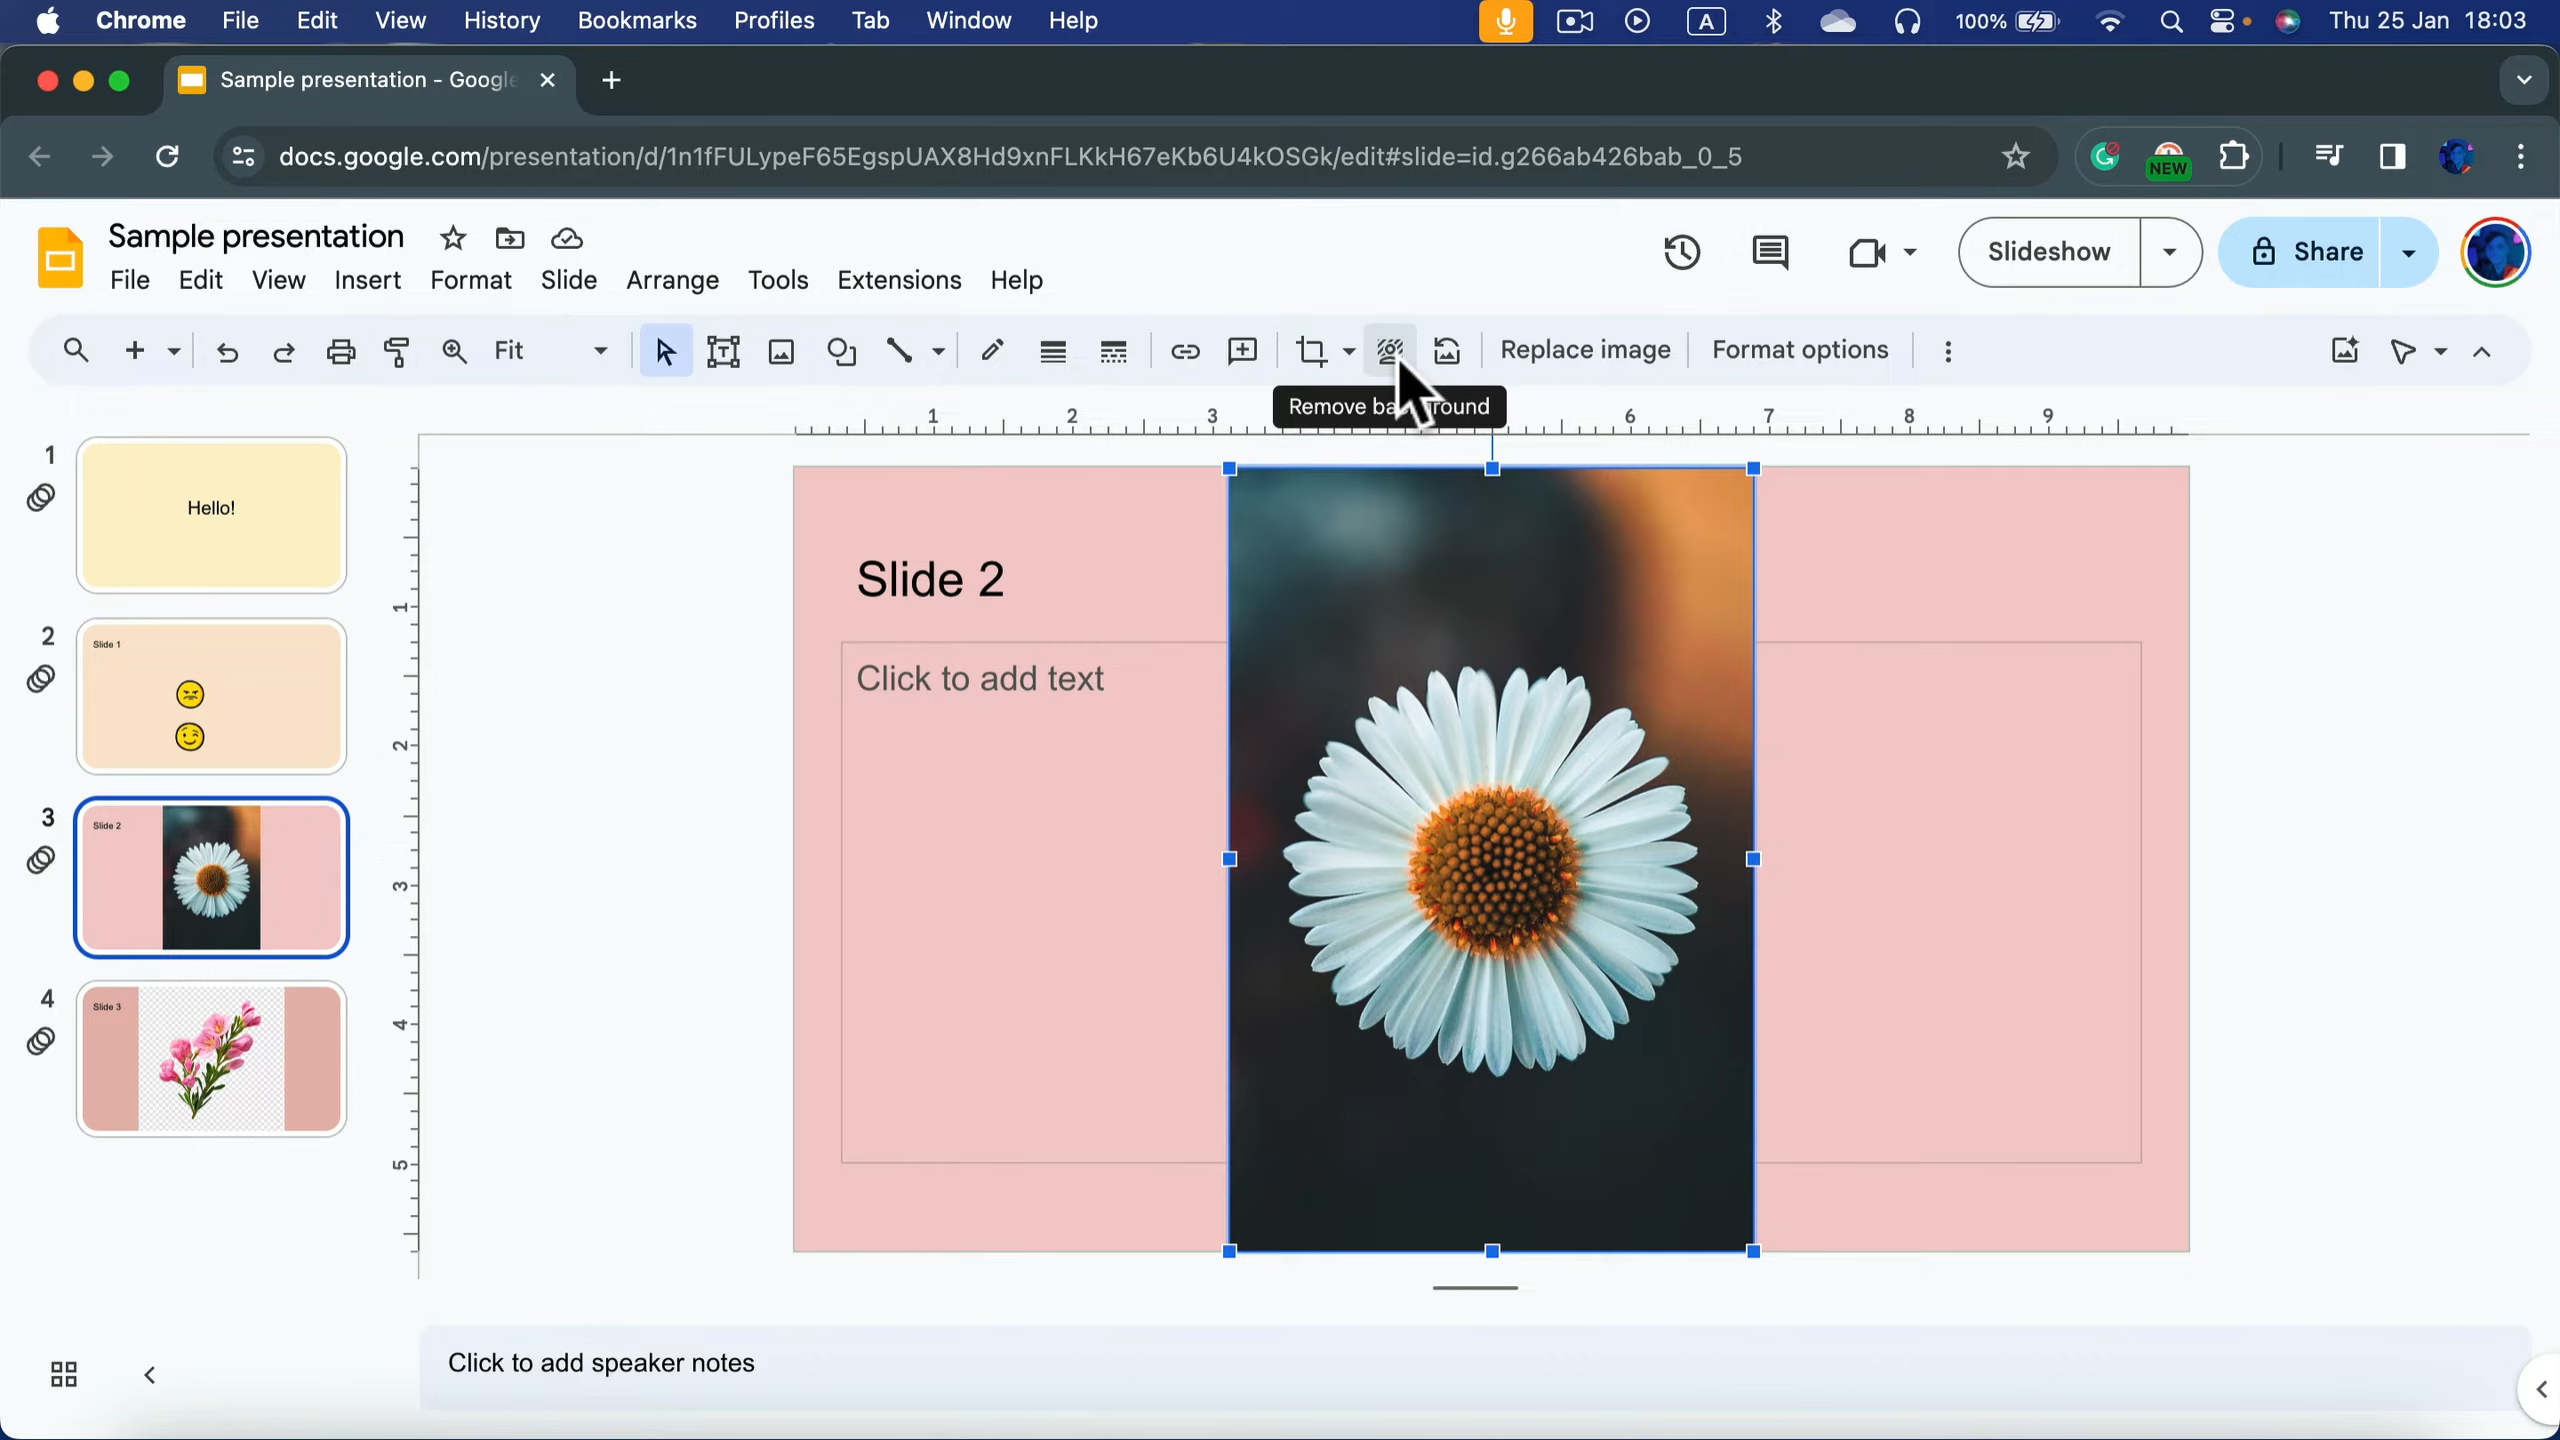 Chrome File Edit View History Bookmarks Profiles Tab Window Help A 100% Thu 25 Jan 18:03
Sample presentation - Google
docs.google.com/presentation/d/1n1fFULypeF65EgspUAX8Hd9xnFLKkH67eKb6U4kOSGk/edit#slide=id.g266ab426bab_0_5 NEW
Sample presentation
File Edit View Insert Format Slide Arrange Tools Extensions Help
Slideshow Share
Fit Replace image Format options
Remove background
1 2 3 6 7 8 9
1
Hello!
2
Slide 1
3
Slide 2
4
Slide 3
1
2
3
4
5
Slide 2
Click to add text
Click to add speaker notes